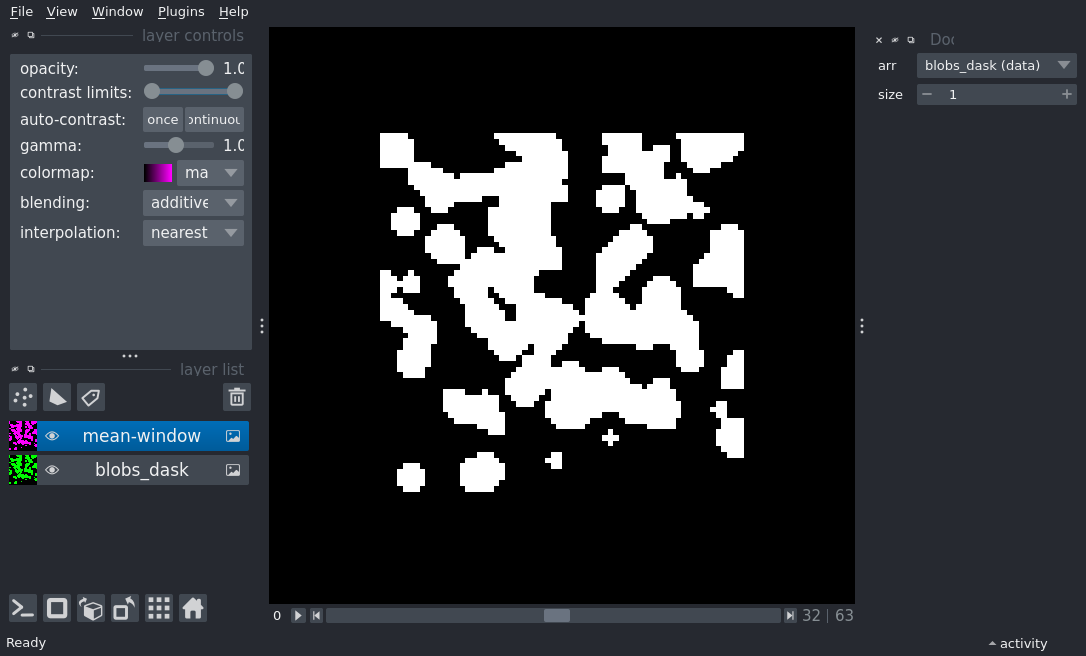 File View Window Plugins Help
layer controls
opacity: 1.0
contrast limits:
auto-contrast: once ontinuou
gamma: 1.0
colormap: ma
blending: additive
interpolation: nearest
layer list
mean-window
blobs_dask
0 32 | 63
Ready
Doc
arr blobs_dask (data)
size 1
activity